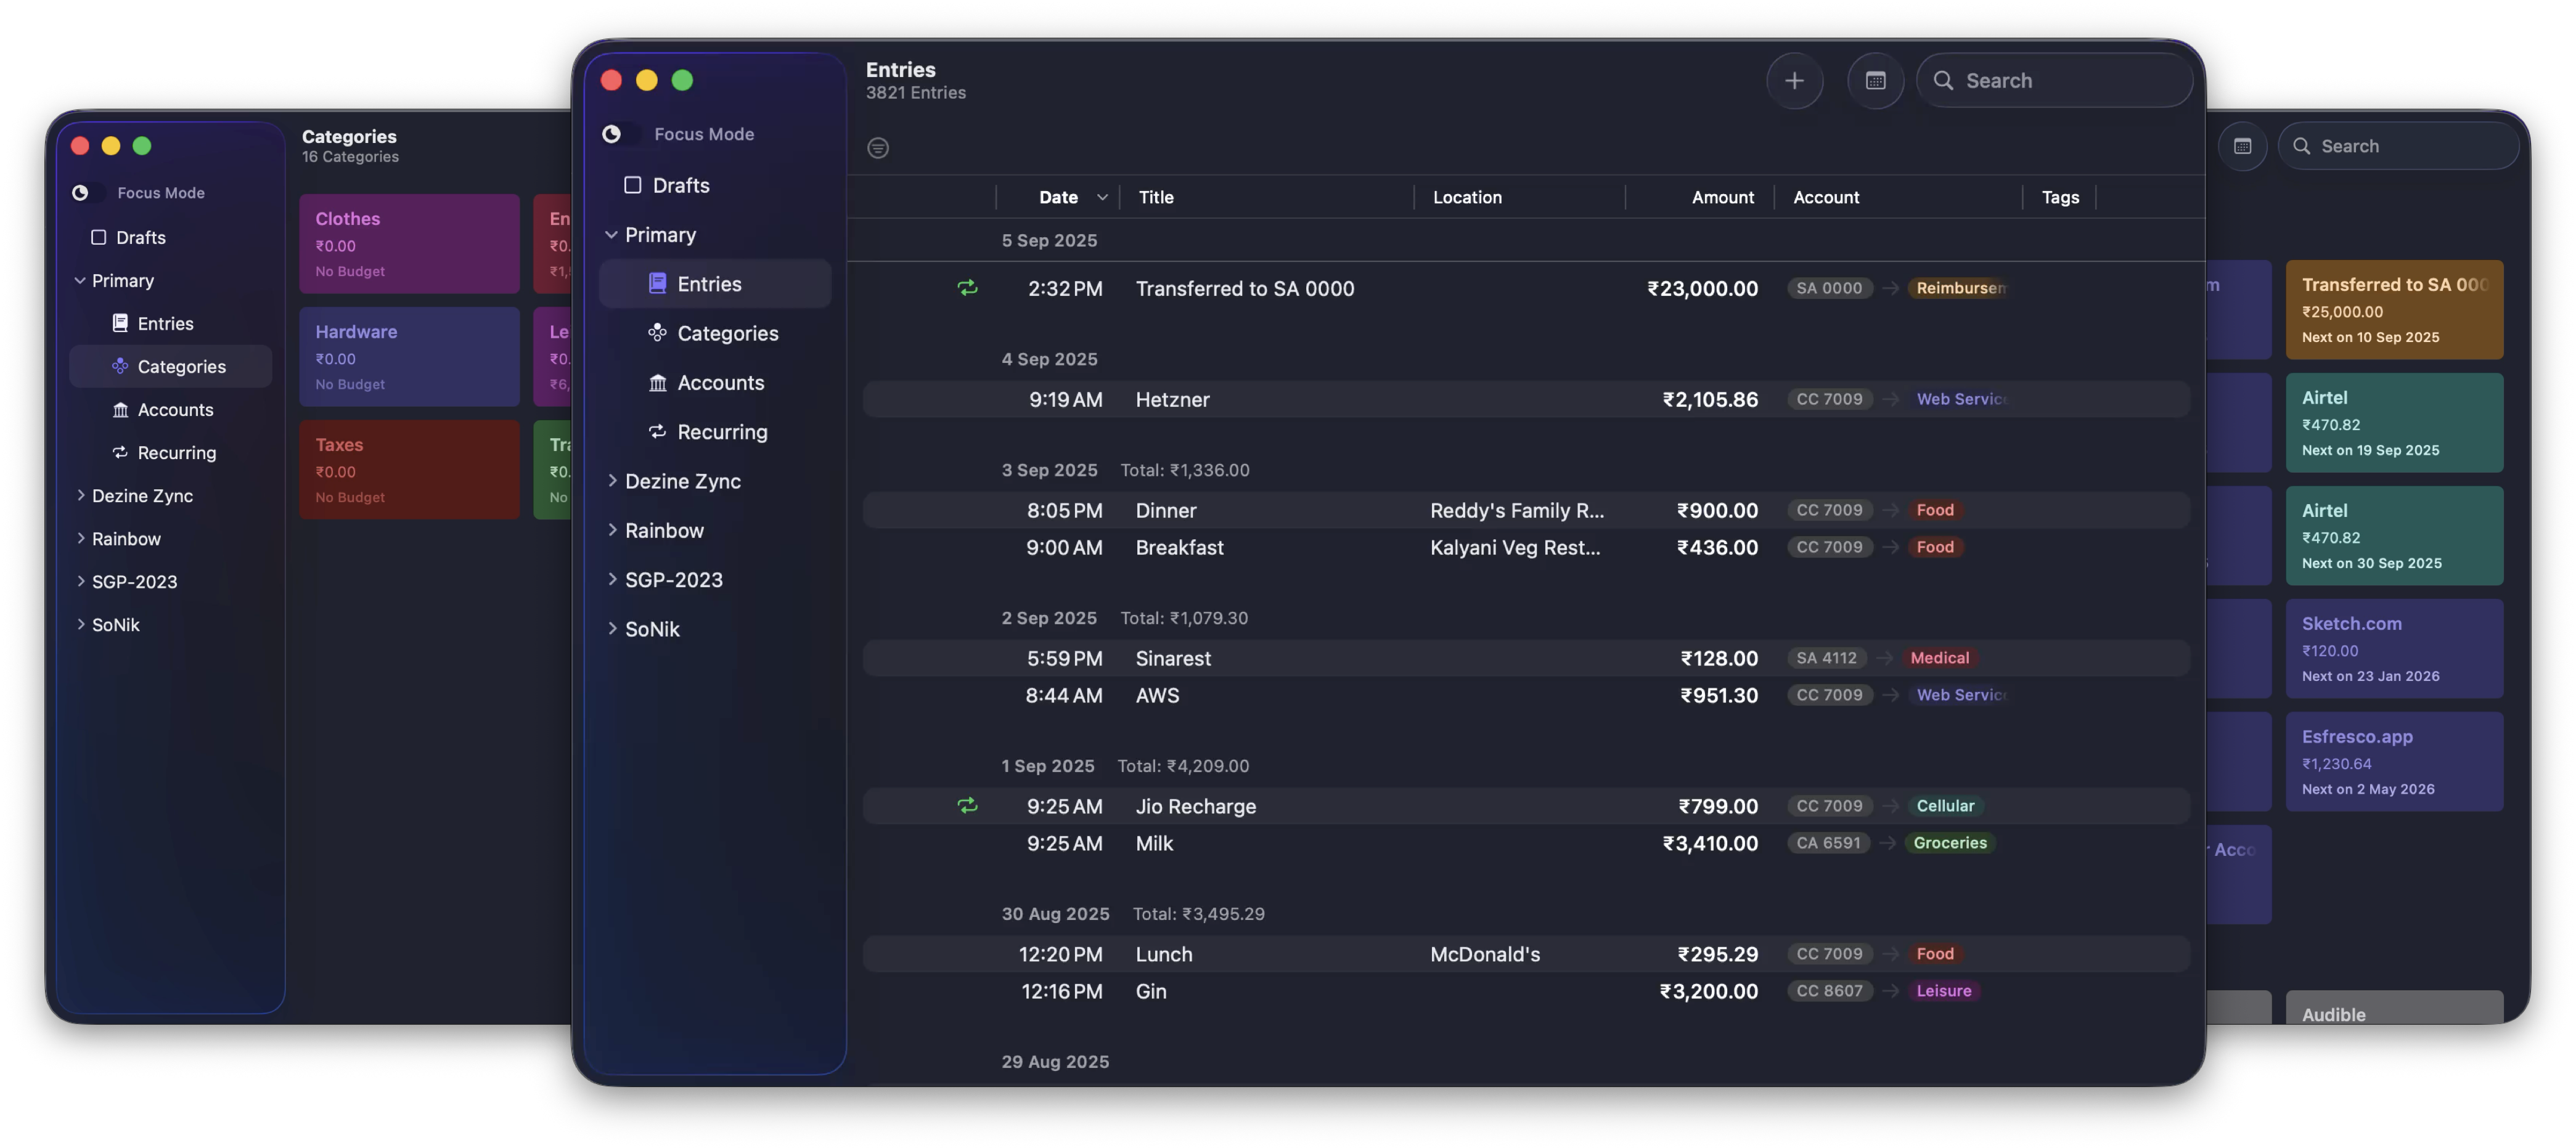 Categories
16 Categories
Focus Mode
Drafts
Primary
Entries
Categories
Accounts
Recurring
Dezine Zync
Rainbow
SGP-2023
SoNik
Clothes
₹0.00
No Budget
Hardware
₹0.00
No Budget
Taxes
₹0.00
No Budget
En
₹0.
₹1,
Le
₹0.
₹6,
Tra
₹0.
No
Focus Mode
Drafts
Primary
Entries
Categories
Accounts
Recurring
Dezine Zync
Rainbow
SGP-2023
SoNik
Entries
3821 Entries
Search
Date Title Location Amount Account Tags
5 Sep 2025
2:32 PM Transferred to SA 0000 ₹23,000.00 SA 0000 → Reimbursem
4 Sep 2025
9:19 AM Hetzner ₹2,105.86 CC 7009 → Web Servic
3 Sep 2025 Total: ₹1,336.00
8:05 PM Dinner Reddy's Family R... ₹900.00 CC 7009 → Food
9:00 AM Breakfast Kalyani Veg Rest... ₹436.00 CC 7009 → Food
2 Sep 2025 Total: ₹1,079.30
5:59 PM Sinarest ₹128.00 SA 4112 → Medical
8:44 AM AWS ₹951.30 CC 7009 → Web Servic
1 Sep 2025 Total: ₹4,209.00
9:25 AM Jio Recharge ₹799.00 CC 7009 → Cellular
9:25 AM Milk ₹3,410.00 CA 6591 → Groceries
30 Aug 2025 Total: ₹3,495.29
12:20 PM Lunch McDonald's ₹295.29 CC 7009 → Food
12:16 PM Gin ₹3,200.00 CC 8607 → Leisure
29 Aug 2025
Search
m
Acco
Transferred to SA 000
₹25,000.00
Next on 10 Sep 2025
Airtel
₹470.82
Next on 19 Sep 2025
Airtel
₹470.82
Next on 30 Sep 2025
Sketch.com
₹120.00
Next on 23 Jan 2026
Esfresco.app
₹1,230.64
Next on 2 May 2026
Audible